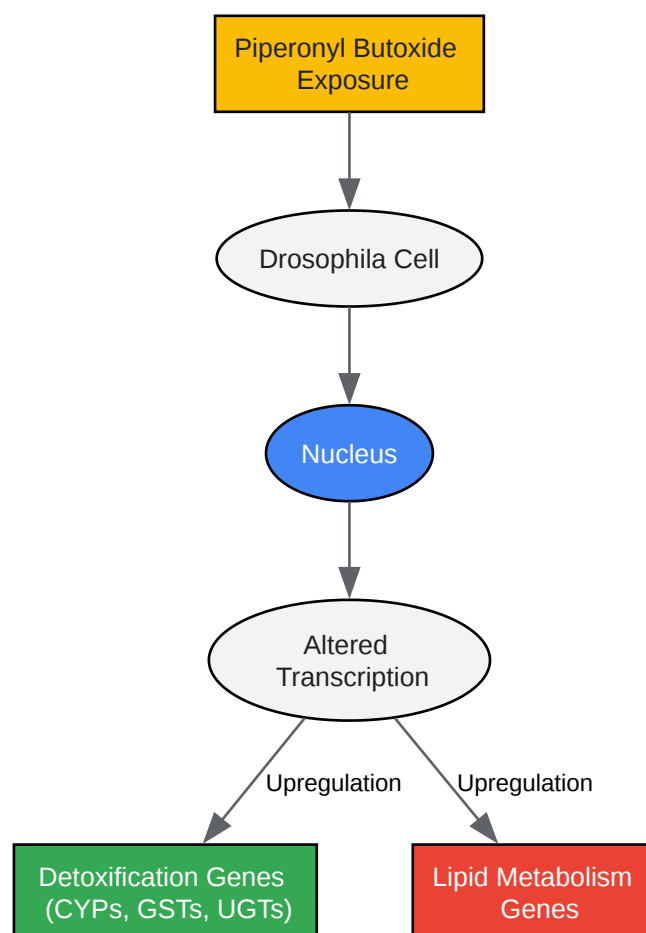 Piperonyl Butoxide
Exposure
Drosophila Cell
Nucleus
Altered
Transcription
Upregulation
Upregulation
Detoxification Genes
(CYPs, GSTs, UGTs)
Lipid Metabolism
Genes